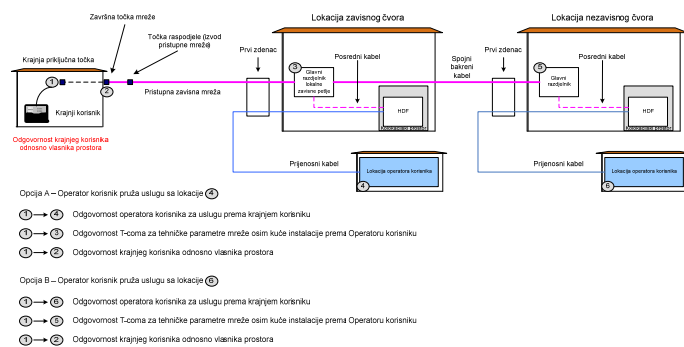 Završna točka mreže
Lokacija zavisnog čvora
Lokacija nezavisnog čvora
Točka raspodjele (izvod
pristupne mreže)
Krajnja priključna točka
Prvi zdenac
Posredni kabel
Spojni
bakreni
kabel
Prvi zdenac
Posredni kabel
1
2
3
Glavni
razdjelnik
lokalne
zavisne petlje
5
Glavni
razdjelnik
Pristupna zavisna mreža
Krajnji korisnik
HDF
HDF
Odgovornost krajnjeg korisnika
odnosno vlasnika prostora
Prijenosni kabel
Lokacija operatora korisnika
4
Prijenosni kabel
Lokacija operatora korisnika
6
Opcija A – Operator korisnik pruža uslugu sa lokacije 4
1 → 4 Odgovornost operatora korisnika za uslugu prema krajnjem korisniku
1 → 3 Odgovornost T-coma za tehničke parametre mreže osim kuće instalacije prema Operatoru korisniku
1 → 2 Odgovornost krajnjeg korisnika odnosno vlasnika prostora
Opcija B – Operator korisnik pruža uslugu sa lokacije 6
1 → 6 Odgovornost operatora korisnika za uslugu prema krajnjem korisniku
1 → 5 Odgovornost T-coma za tehničke parametre mreže osim kuće instalacije prema Operatoru korisniku
1 → 2 Odgovornost krajnjeg korisnika odnosno vlasnika prostora